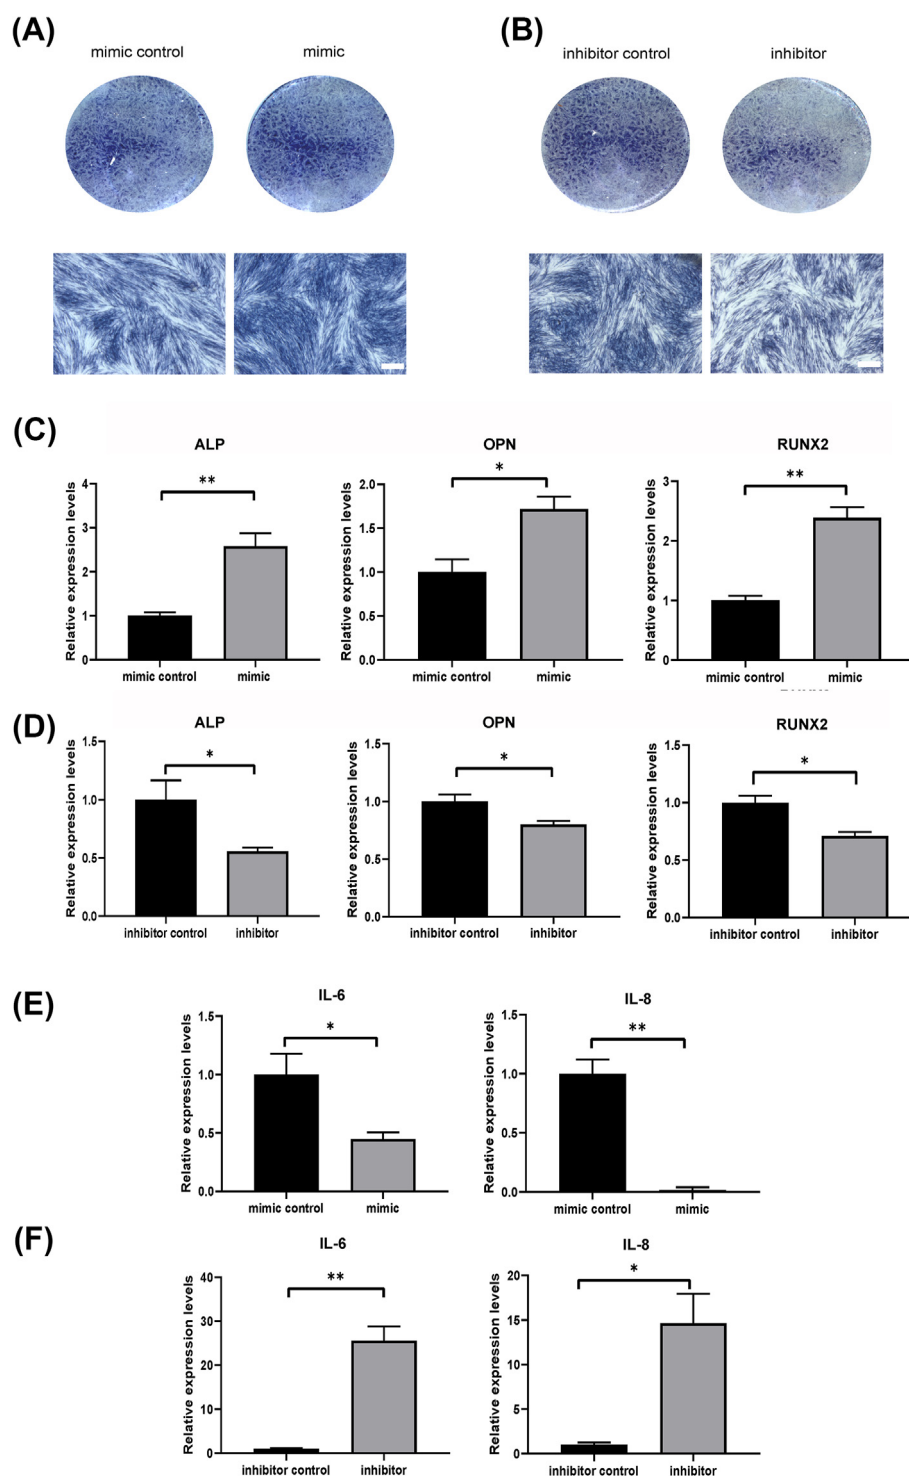 (A)
mimic control mimic
(B)
inhibitor control inhibitor
(C)
ALP
Relative expression levels
4
3
2
1
0
**
mimic control mimic
OPN
Relative expression levels
2.0
1.5
1.0
0.5
0.0
*
mimic control mimic
RUNX2
Relative expression levels
3
2
1
0
**
mimic control mimic
(D)
ALP
Relative expression levels
1.5
1.0
0.5
0.0
*
inhibitor control inhibitor
OPN
Relative expression levels
1.5
1.0
0.5
0.0
*
inhibitor control inhibitor
RUNX2
Relative expression levels
1.5
1.0
0.5
0.0
*
inhibitor control inhibitor
(E)
IL-6
Relative expression levels
1.5
1.0
0.5
0.0
*
mimic control mimic
IL-8
Relative expression levels
1.5
1.0
0.5
0.0
**
mimic control mimic
(F)
IL-6
Relative expression levels
40
30
20
10
0
**
inhibitor control inhibitor
IL-8
Relative expression levels
20
15
10
5
0
*
inhibitor control inhibitor